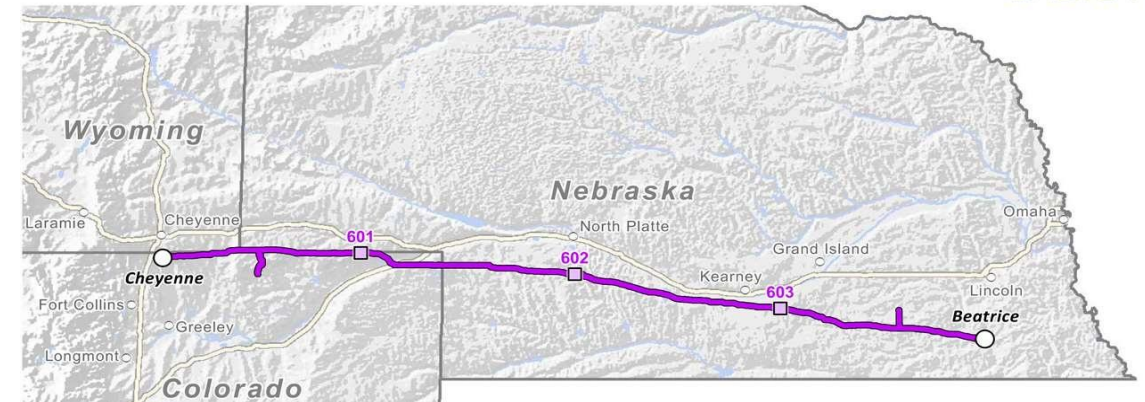 Wyoming
Nebraska
Laramie
Cheyenne
North Platte
Omaha
601
Grand Island
602
Cheyenne
Kearney
603
Lincoln
Fort Collins
Beatrice
Greeley
Longmont
Colorado